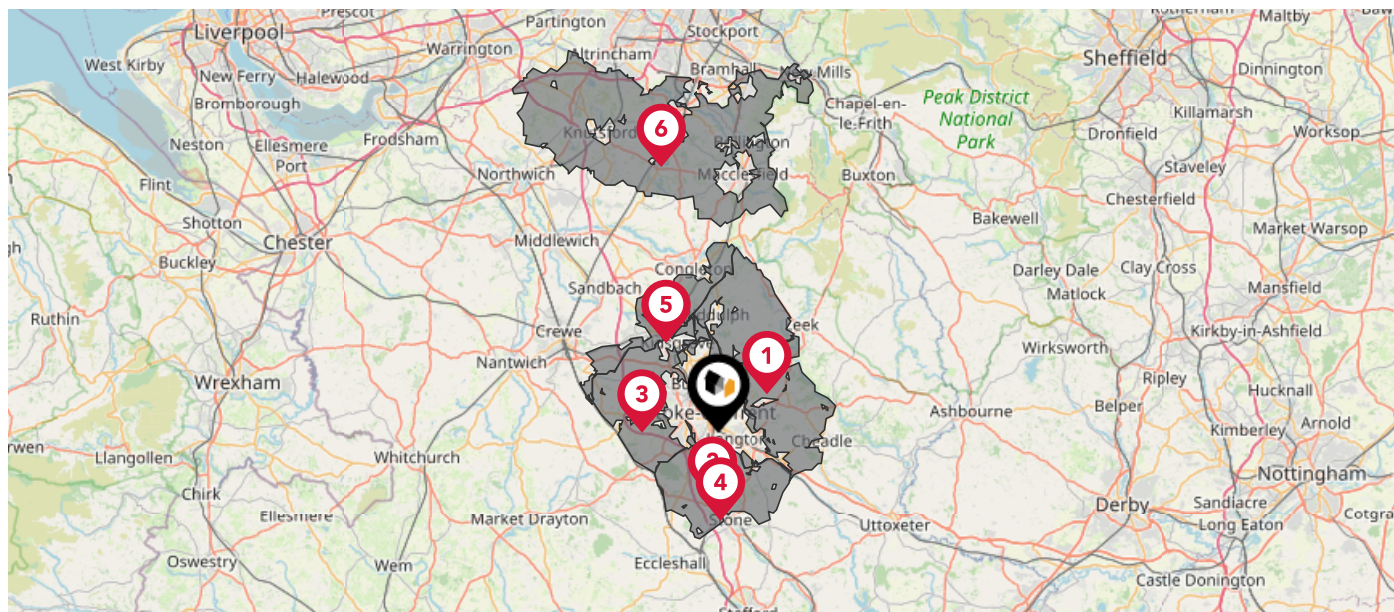 Prescot
Partington
Stockport
Rotherham
Maltby
Liverpool
Warrington
Altrincham
Sheffield
Dinnington
West Kirby
New Ferry
Halewood
Bramhall
Mills
Chapel-en-
le-Frith
Peak District
National
Park
Bromborough
Killamarsh
Worksop
Neston
Ellesmere
Port
Frodsham
Knutsford
6
Dronfield
Staveley
Flint
Northwich
Macclesfield
Buxton
Chesterfield
Shotton
Chester
Buckley
Middlewich
Bakewell
Market Warsop
Congleton
Sandbach
Darley Dale
Matlock
Clay Cross
Mansfield
Ruthin
5
Crewe
Leek
Kirkby-in-Ashfield
Nantwich
1
Wirksworth
Wrexham
3
Ripley
Hucknall
Belper
Ashbourne
Arnold
Kimberley
Llangollen
Whitchurch
Cheadle
Nottingham
2
4
Chirk
Ellesmere
Market Drayton
Stone
Uttoxeter
Derby
Sandiacre
Long Eaton
Oswestry
Wem
Eccleshall
Castle Donington
Stafford